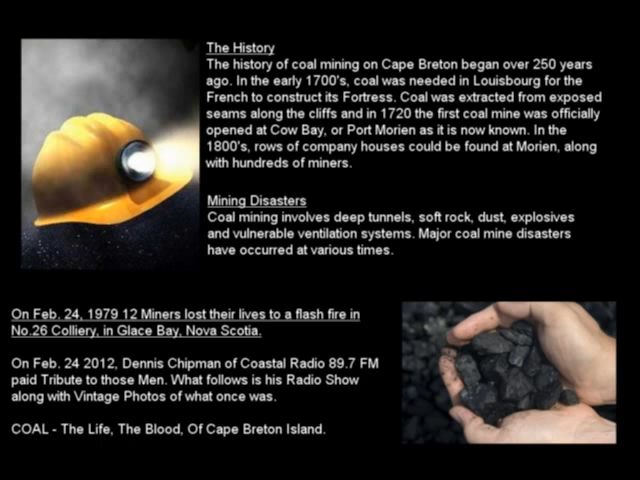 The History
The history of coal mining on Cape Breton began over 250 years
ago. In the early 1700's, coal was needed in Louisbourg for the
French to construct its Fortress. Coal was extracted from exposed
seams along the cliffs and in 1720 the first coal mine was officially
opened at Cow Bay, or Port Morien as it is now known. In the
1800's, rows of company houses could be found at Morien, along
with hundreds of miners.
Mining Disasters
Coal mining involves deep tunnels, soft rock, dust, explosives
and vulnerable ventilation systems. Major coal mine disasters
have occurred at various times.
On Feb. 24, 1979 12 Miners lost their lives to a flash fire in
No.26 Colliery, in Glace Bay, Nova Scotia.
On Feb. 24 2012, Dennis Chipman of Coastal Radio 89.7 FM
paid Tribute to those Men. What follows is his Radio Show
along with Vintage Photos of what once was.
COAL - The Life, The Blood, Of Cape Breton Island.